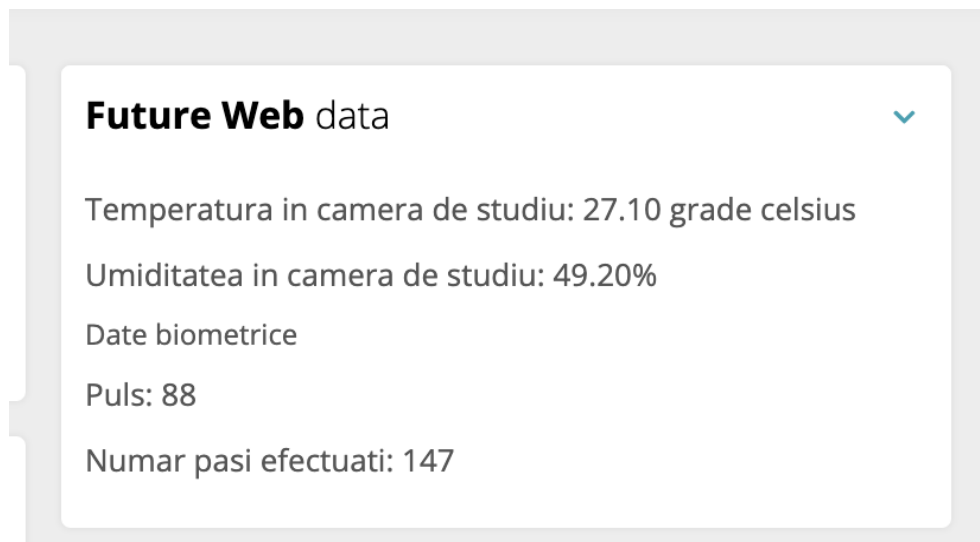 Future Web data
Temperatura in camera de studiu: 27.10 grade celsius
Umiditatea in camera de studiu: 49.20%
Date biometrice
Puls: 88
Numar pasi efectuati: 147